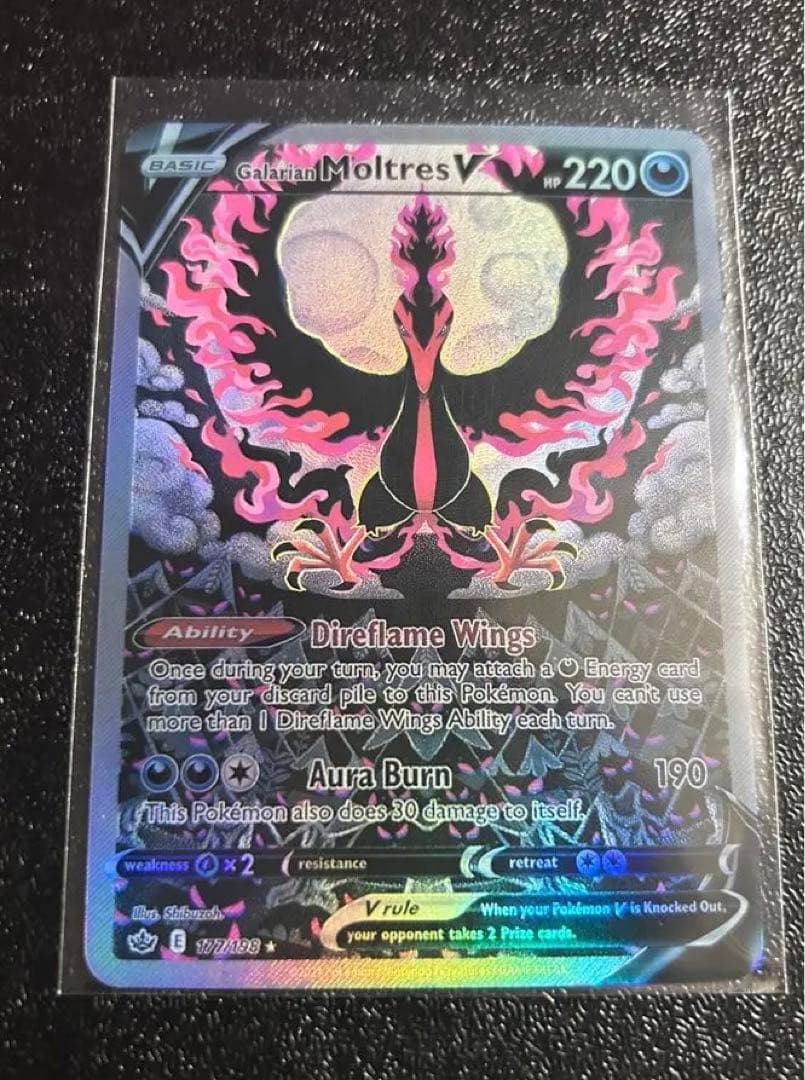 BASIC Galarian Moltres V HP 220
Ability Direflame Wings
Once during your turn, you may attach a Energy card
from your discard pile to this Pokémon. You can't use
more than 1 Direflame Wings Ability each turn.
Aura Burn 190
This Pokémon also does 30 damage to itself.
weakness ×2 resistance retreat
Illus. Shibuzoh.
V rule When your Pokémon V is Knocked Out,
your opponent takes 2 Prize cards.
E 177/198